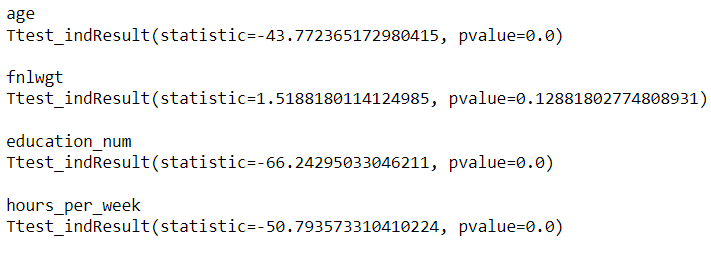 age
Ttest_indResult(statistic=-43.772365172980415, pvalue=0.0)
fnlwgt
Ttest_indResult(statistic=1.5188180114124985, pvalue=0.12881802774808931)
education_num
Ttest_indResult(statistic=-66.24295033046211, pvalue=0.0)
hours_per_week
Ttest_indResult(statistic=-50.793573310410224, pvalue=0.0)